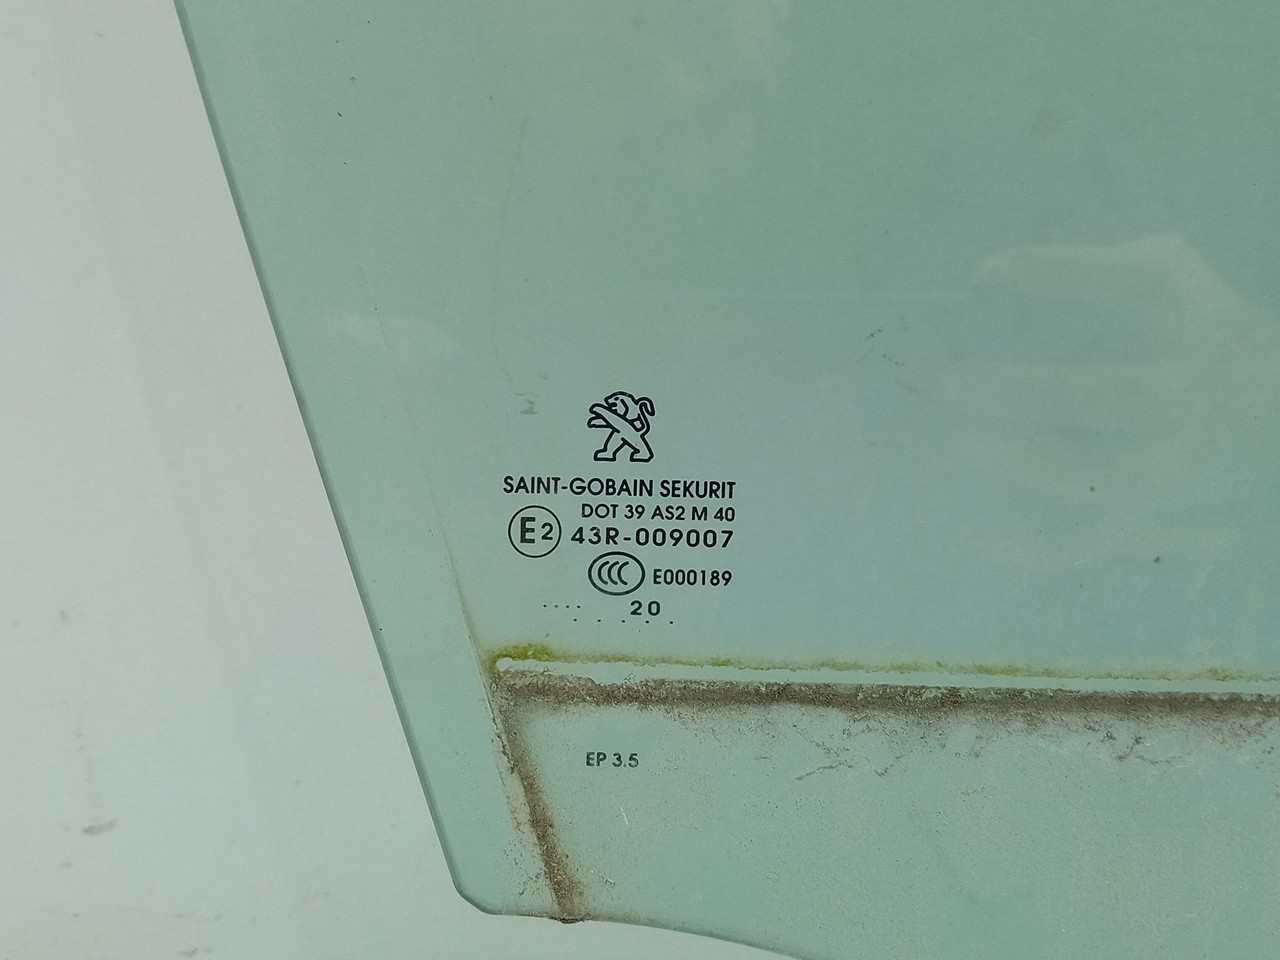 SAINT-GOBAIN SEKURIT
DOT 39 AS2 M 40
E2 43R-009007
CCC E000189
.... 20
. . . . . .
EP 3.5